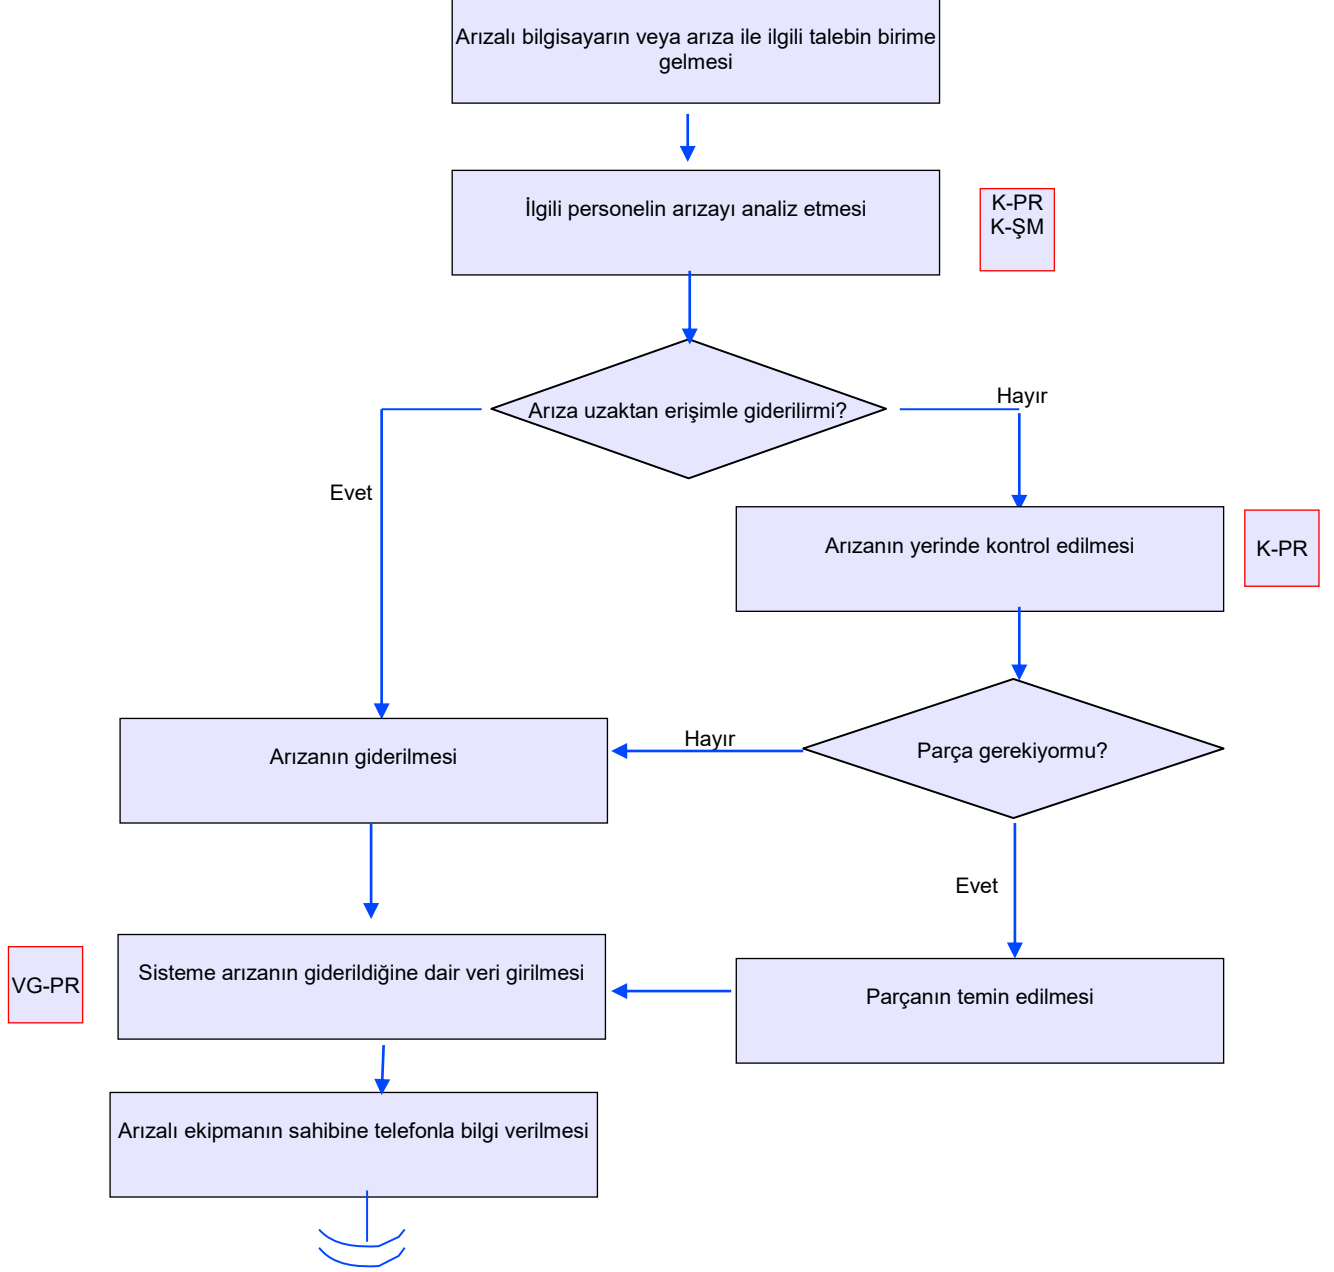 Arızalı bilgisayarın veya arıza ile ilgili talebin birime
gelmesi
İlgili personelin arızayı analiz etmesi
K-PR
K-ŞM
Arıza uzaktan erişimle giderilirmi?
Hayır
Evet
Arızanın yerinde kontrol edilmesi
K-PR
Arızanın giderilmesi
Hayır
Parça gerekiyormu?
Evet
VG-PR
Sisteme arızanın giderildiğine dair veri girilmesi
Parçanın temin edilmesi
Arızalı ekipmanın sahibine telefonla bilgi verilmesi